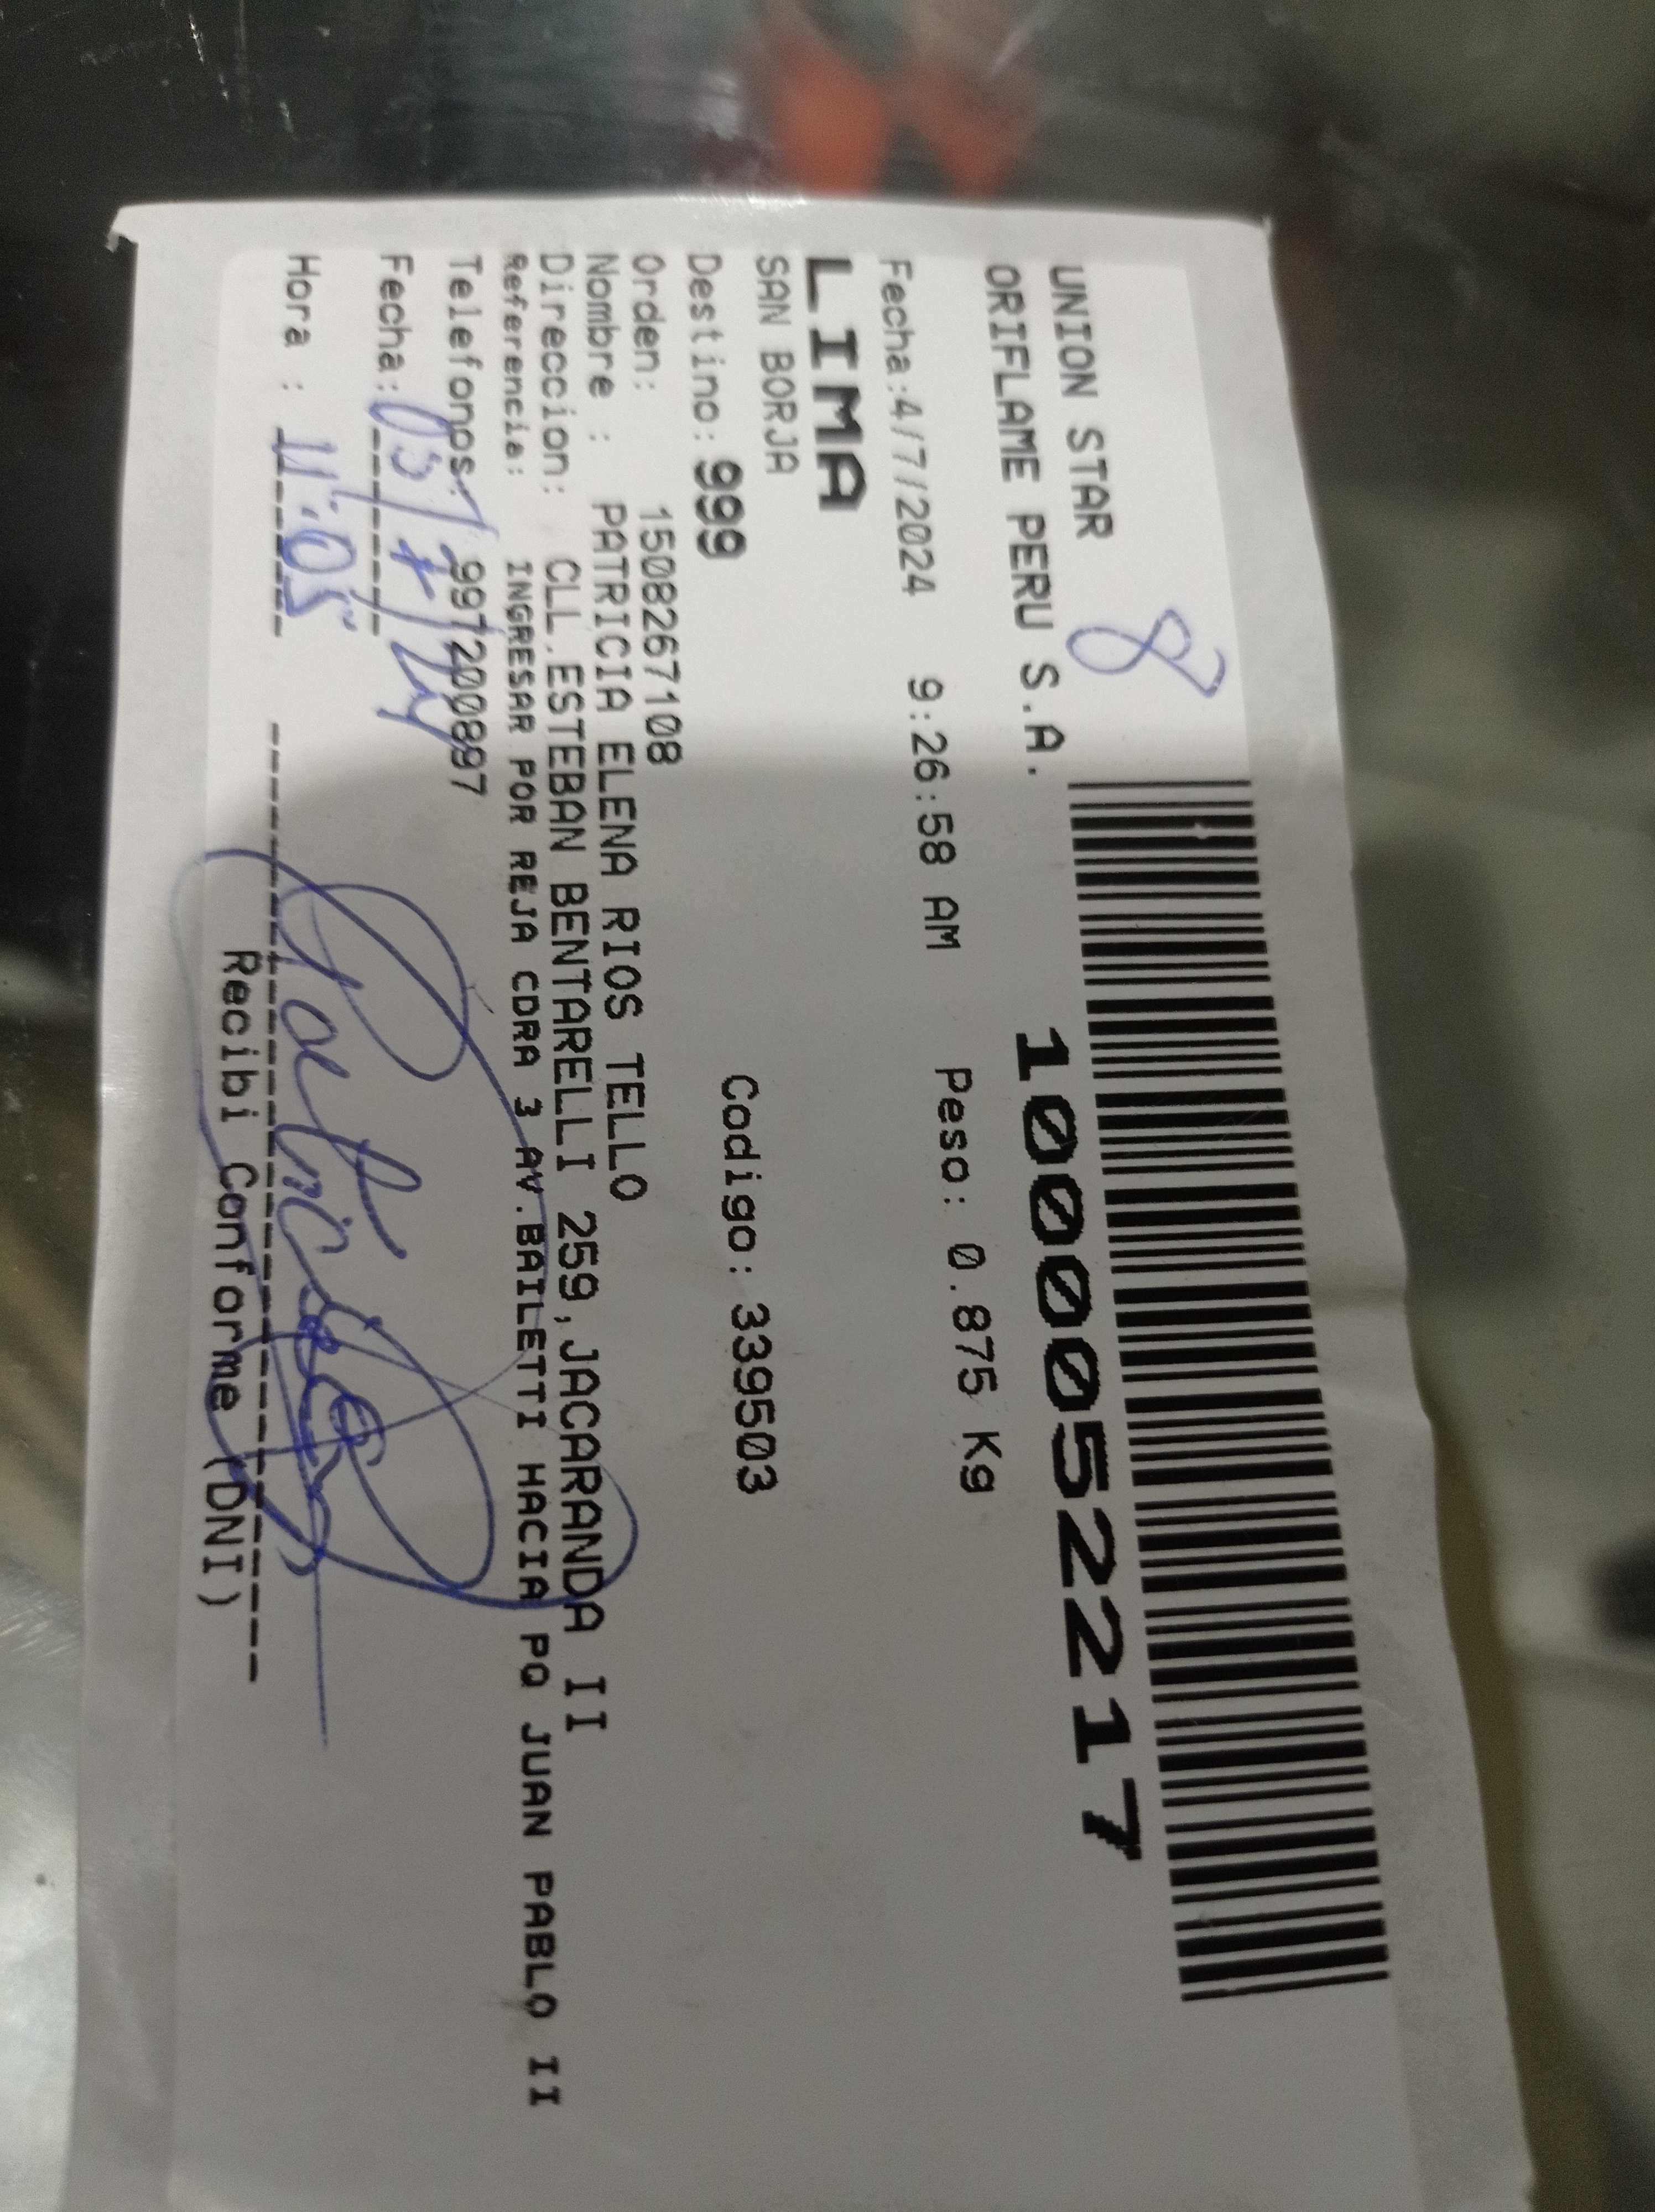 8
UNION STAR
ORIFLAME PERU S.A. 10000522217
Fecha:4/7/2024 9:26:58 AM Peso: 0.875 Kg
LIMA
SAN BORJA
Destino: 999 Codigo: 339503
Orden: 1508267108
Nombre : PATRICIA ELENA RIOS TELLO
Direccion: CLL.ESTEBAN BENTARELLI 259,JACARANDA II
Referencia: INGRESAR POR REJA CDRA 3 AV.BAILETTI HACIA PQ JUAN PABLO II
Telefonos: 997200897
Fecha: 05/7/24
Hora : 11:05
Recibi Conforme (DNI)